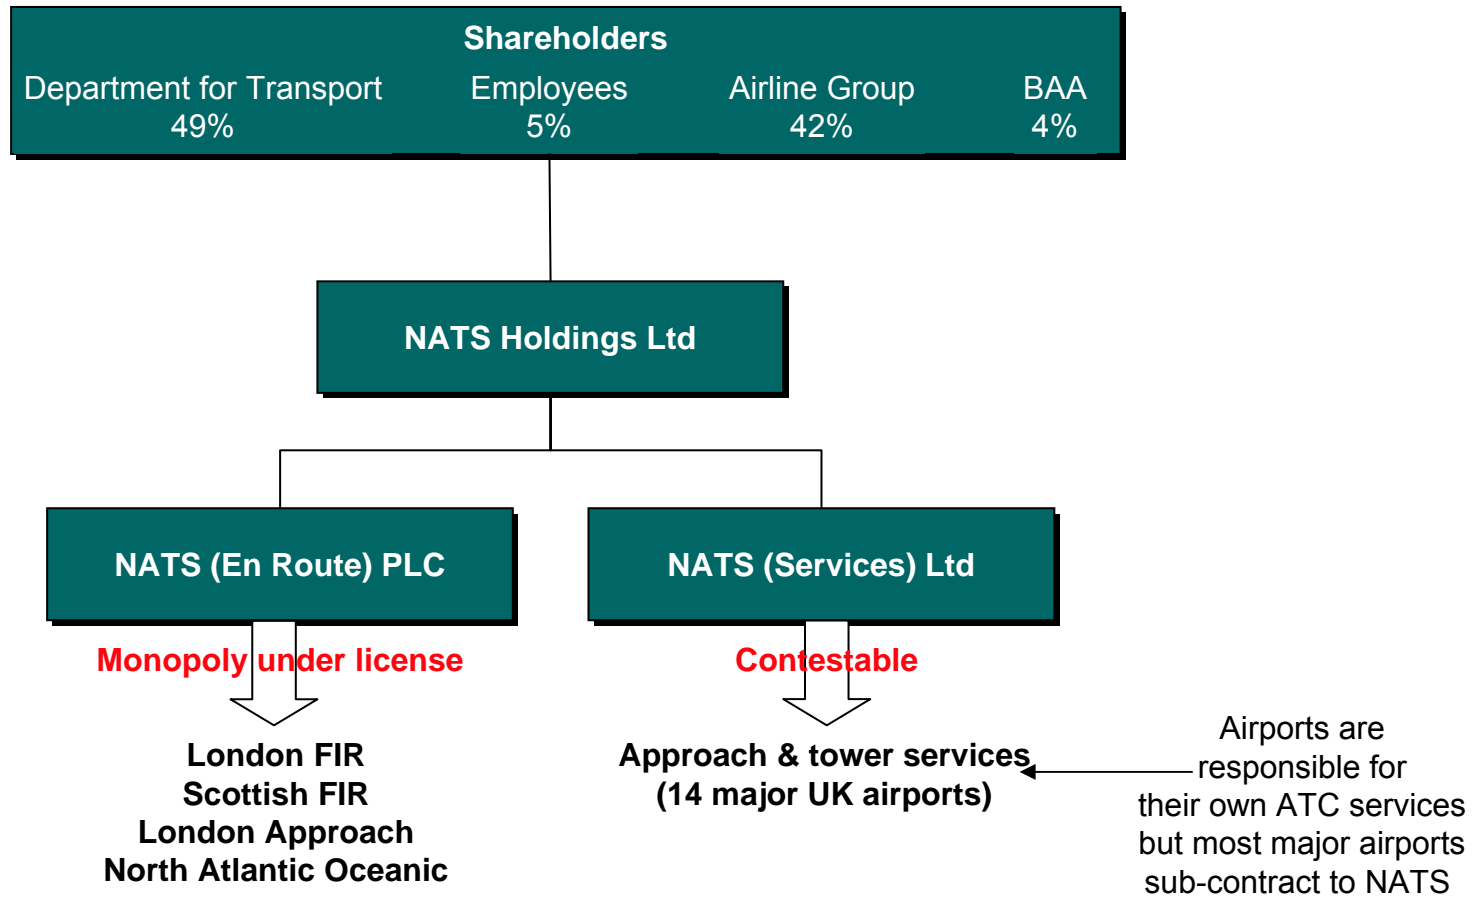 Shareholders
Department for Transport Employees Airline Group BAA
49% 5% 42% 4%
NATS Holdings Ltd
NATS (En Route) PLC
NATS (Services) Ltd
Monopoly under license
Contestable
London FIR
Scottish FIR
London Approach
North Atlantic Oceanic
Approach & tower services
(14 major UK airports)
Airports are
responsible for
their own ATC services
but most major airports
sub-contract to NATS